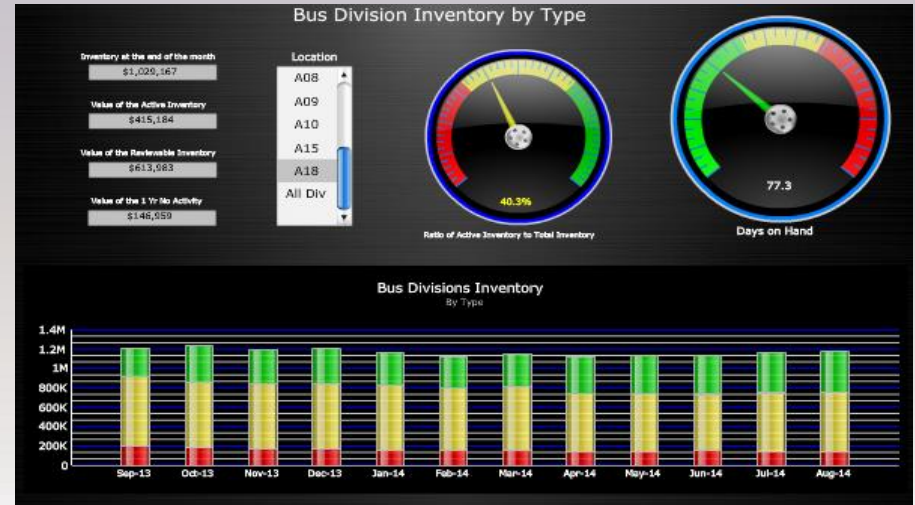 Bus Division Inventory by Type
Inventory at the end of the month
$1,029,167
Value of the Active Inventory
$415,184
Value of the Reviewable Inventory
$613,983
Value of the 1 Yr No Activity
$146,959
Location
A08
A09
A10
A15
A18
All Div
40.3%
Ratio of Active Inventory to Total Inventory
77.3
Days on Hand
Bus Divisions Inventory
By Type
1.4M
1.2M
1M
800K
600K
400K
200K
0
Sep-13 Oct-13 Nov-13 Dec-13 Jan-14 Feb-14 Mar-14 Apr-14 May-14 Jun-14 Jul-14 Aug-14